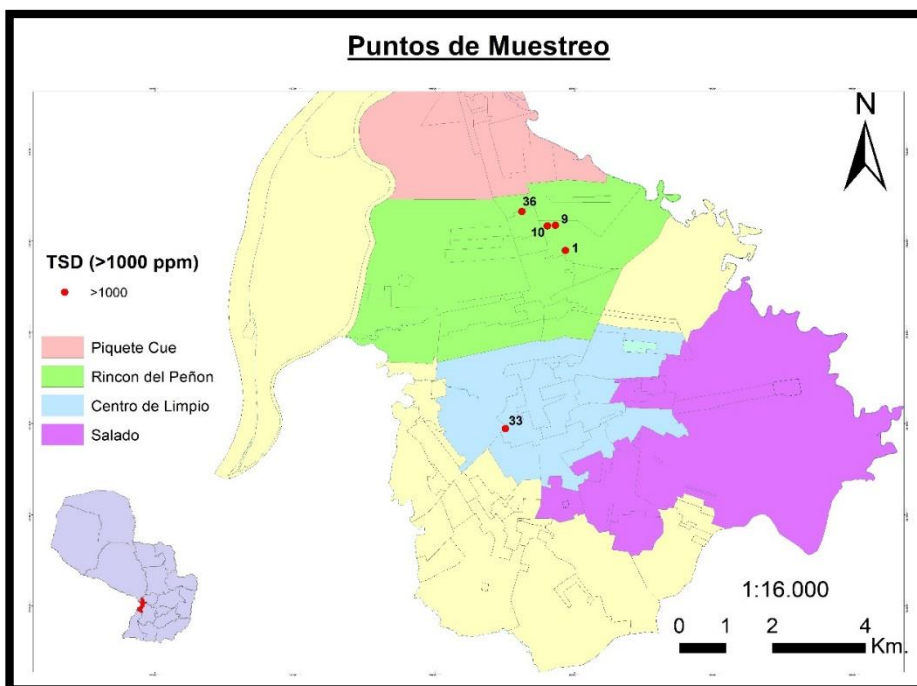 Puntos de Muestreo
N
36
9
10
1
TSD (>1000 ppm)
>1000
Piquete Cue
Rincon del Peñon
Centro de Limpio
Salado
33
1:16.000
0 1 2 4
Km.